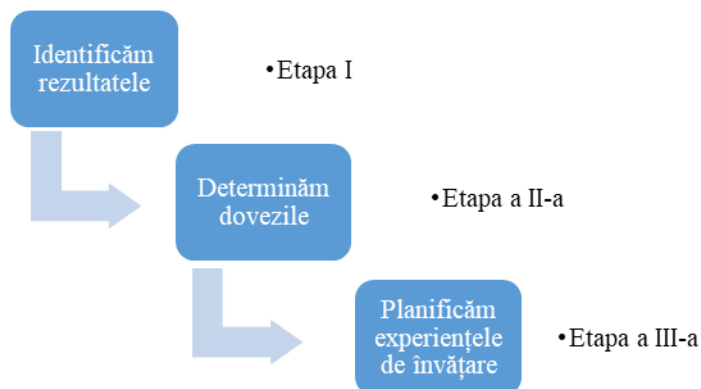 Identificăm
rezultatele
•Etapa I
Determinăm
dovezile
•Etapa a II-a
Planificăm
experiențele
de învățare
•Etapa a III-a